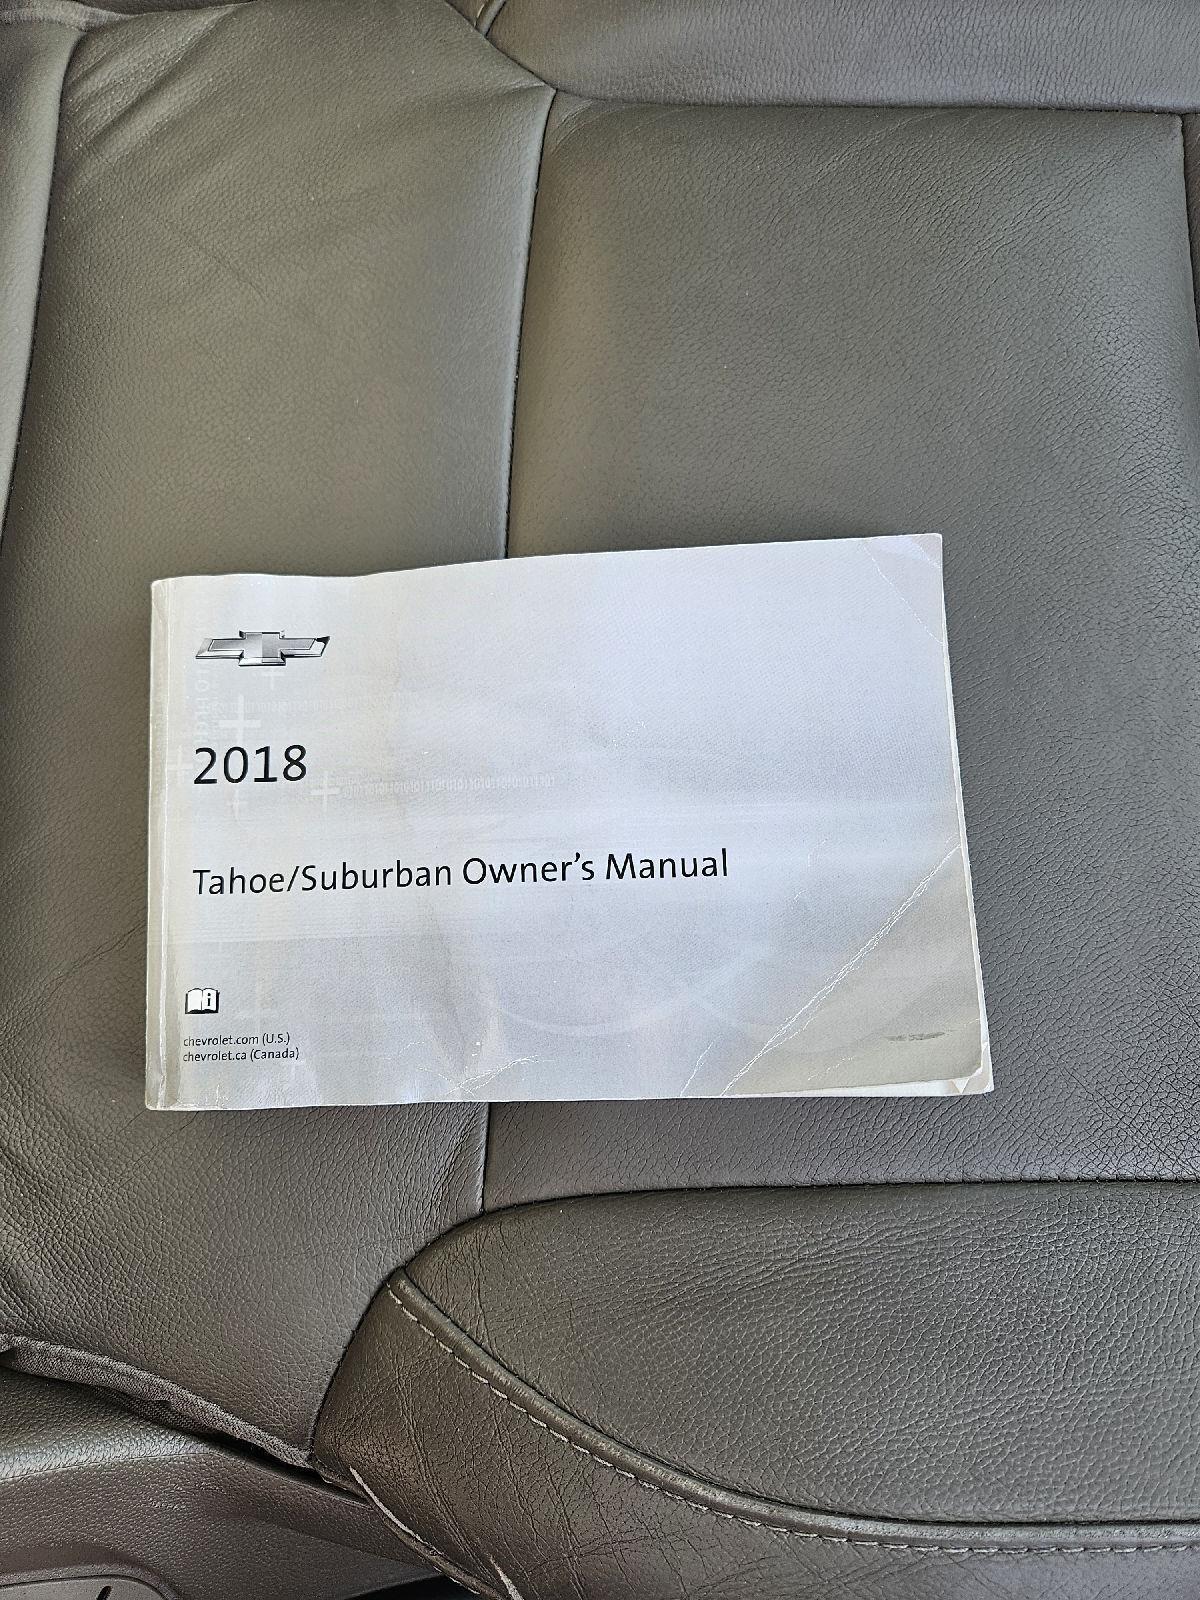 2018
Tahoe/Suburban Owner's Manual
i
chevrolet.com (U.S.)
chevrolet.ca (Canada)